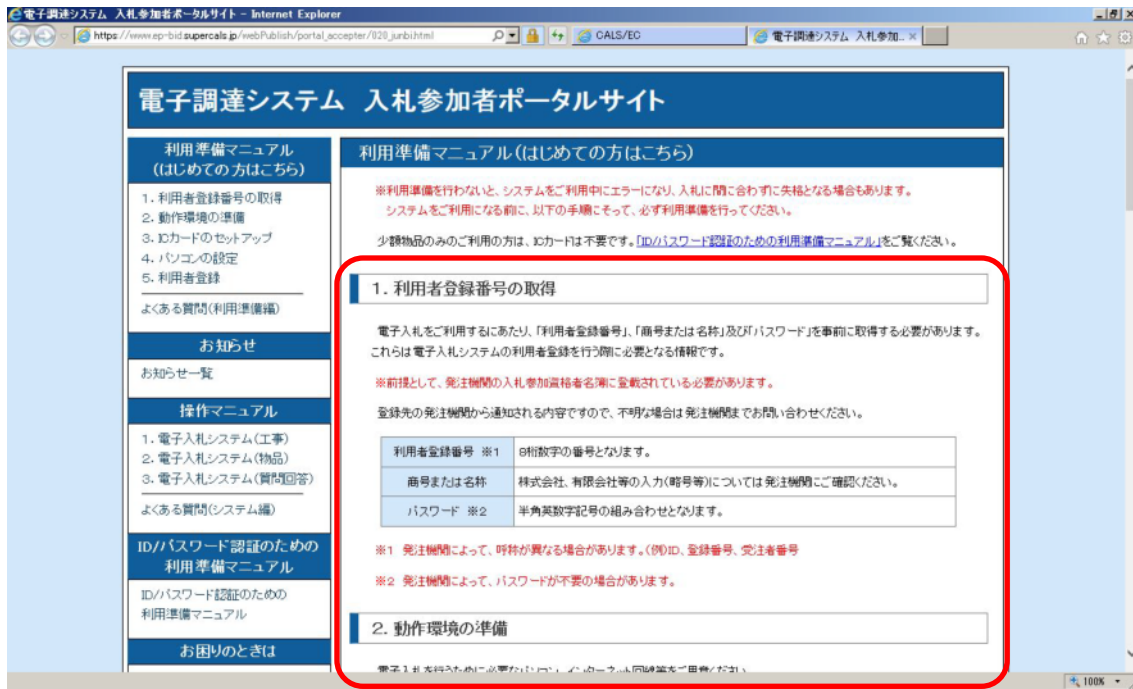 電子調達システム 入札参加者ポータルサイト - Internet Explorer
https://www.ep-bid.supercals.jp/webPublish/portal_accepter/020_junbi.html
CALS/EC
電子調達システム 入札参加...
電子調達システム 入札参加者ポータルサイト
利用準備マニュアル
(はじめての方はこちら)
1. 利用者登録番号の取得
2. 動作環境の準備
3. ICカードのセットアップ
4. パソコンの設定
5. 利用者登録
よくある質問(利用準備編)
お知らせ
お知らせ一覧
操作マニュアル
1. 電子入札システム(工事)
2. 電子入札システム(物品)
3. 電子入札システム(質問回答)
よくある質問(システム編)
ID/パスワード認証のための
利用準備マニュアル
ID/パスワード認証のための
利用準備マニュアル
お困りのときは
利用準備マニュアル(はじめての方はこちら)
※利用準備を行わないと、システムをご利用中にエラーになり、入札に間に合わずに失格となる場合もあります。
システムをご利用になる前に、以下の手順にそって、必ず利用準備を行ってください。
少額物品のみのご利用の方は、ICカードは不要です。「ID/パスワード認証のための利用準備マニュアル」をご覧ください。
1. 利用者登録番号の取得
電子入札をご利用するにあたり、「利用者登録番号」、「商号または名称」及び「パスワード」を事前に取得する必要があります。
これらは電子入札システムの利用者登録を行う際に必要となる情報です。
※前提として、発注機関の入札参加資格者名簿に登載されている必要があります。
登録先の発注機関から通知される内容ですので、不明な場合は発注機関までお問い合わせください。
利用者登録番号 ※1 8桁数字の番号となります。
商号または名称 株式会社、有限会社等の入力(略号等)については発注機関にご確認ください。
パスワード ※2 半角英数字記号の組み合わせとなります。
※1 発注機関によって、呼称が異なる場合があります。(例)ID、登録番号、受注者番号
※2 発注機関によって、パスワードが不要の場合があります。
2. 動作環境の準備
電子入札を行うために必要なパソコン、インターネット回線等をご用意ください。
100%